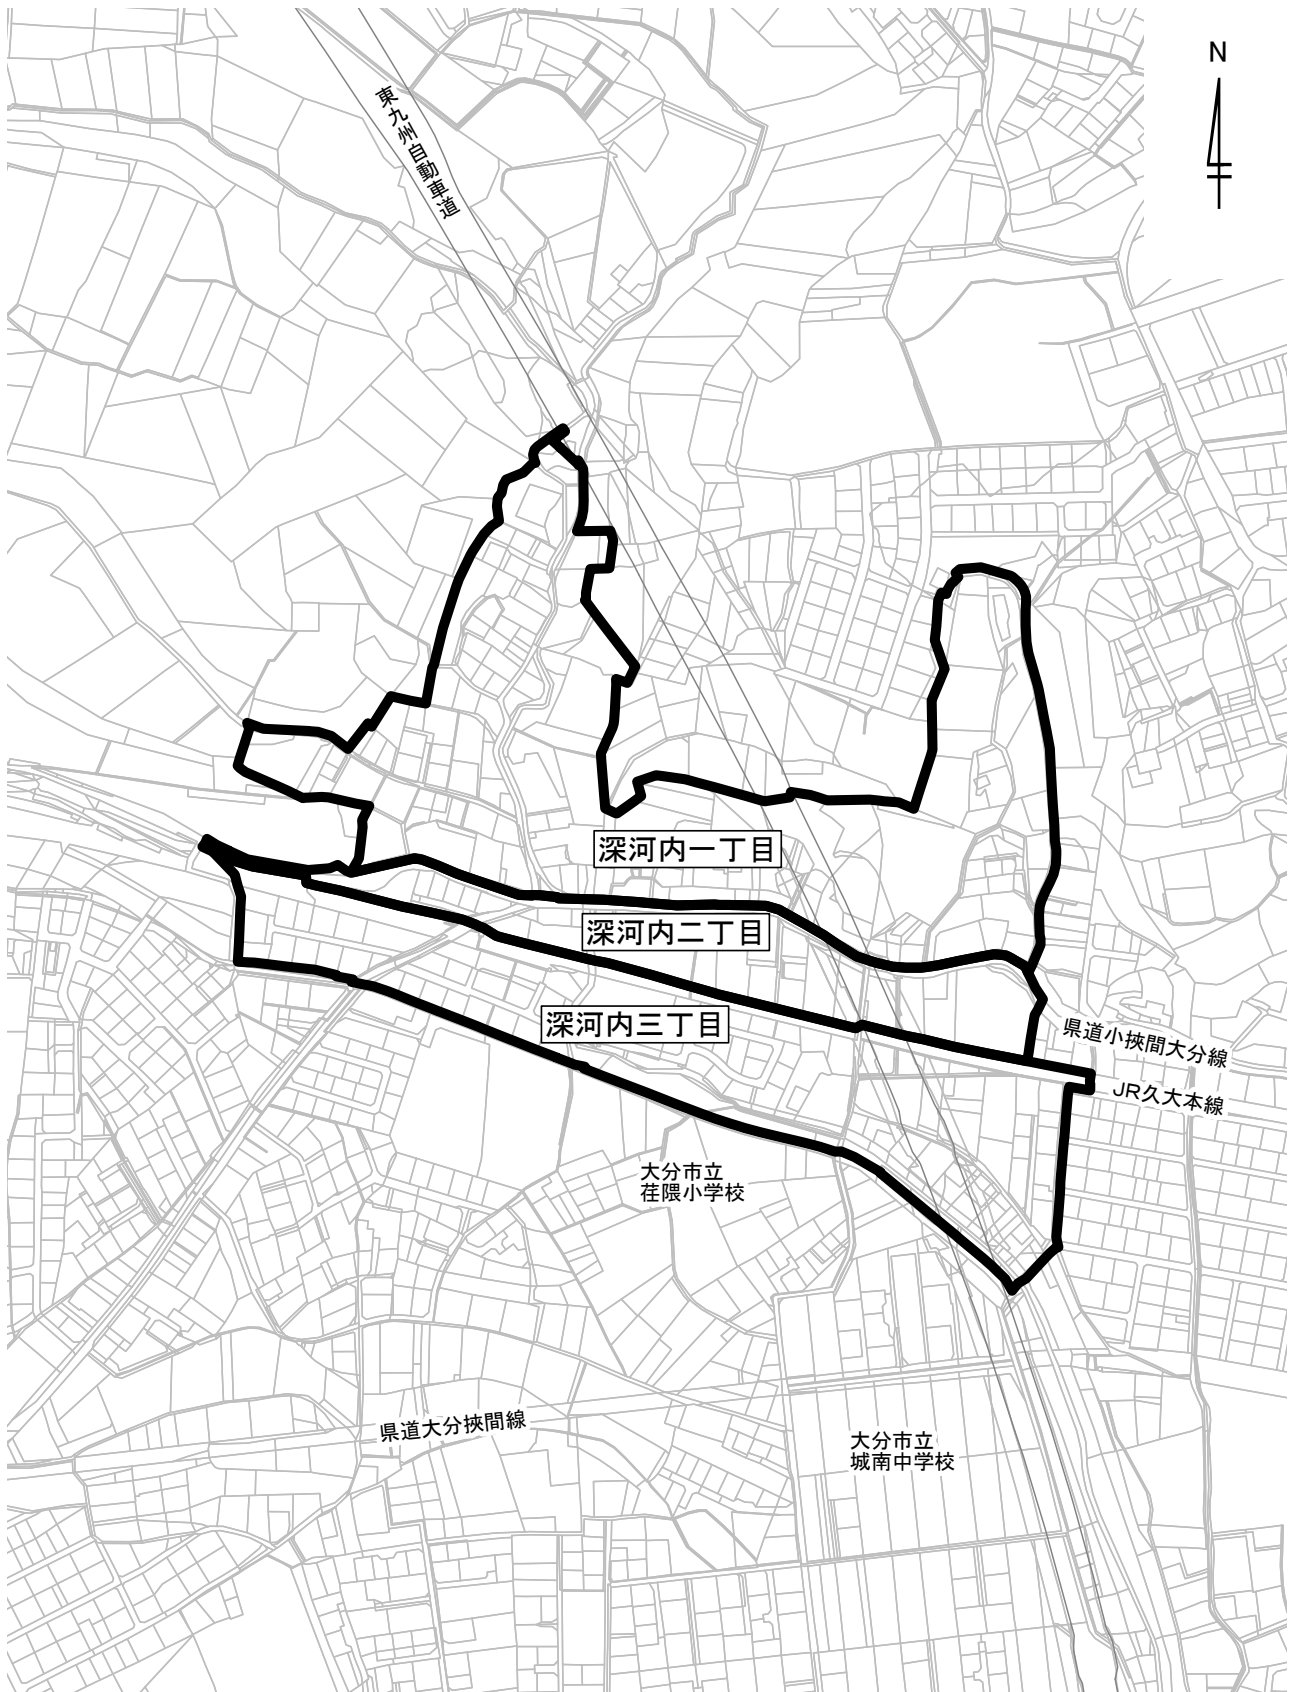 N
東九州自動車道
深河内一丁目
深河内二丁目
深河内三丁目
県道小挾間大分線
JR久大本線
大分市立
荏隈小学校
県道大分挾間線
大分市立
城南中学校